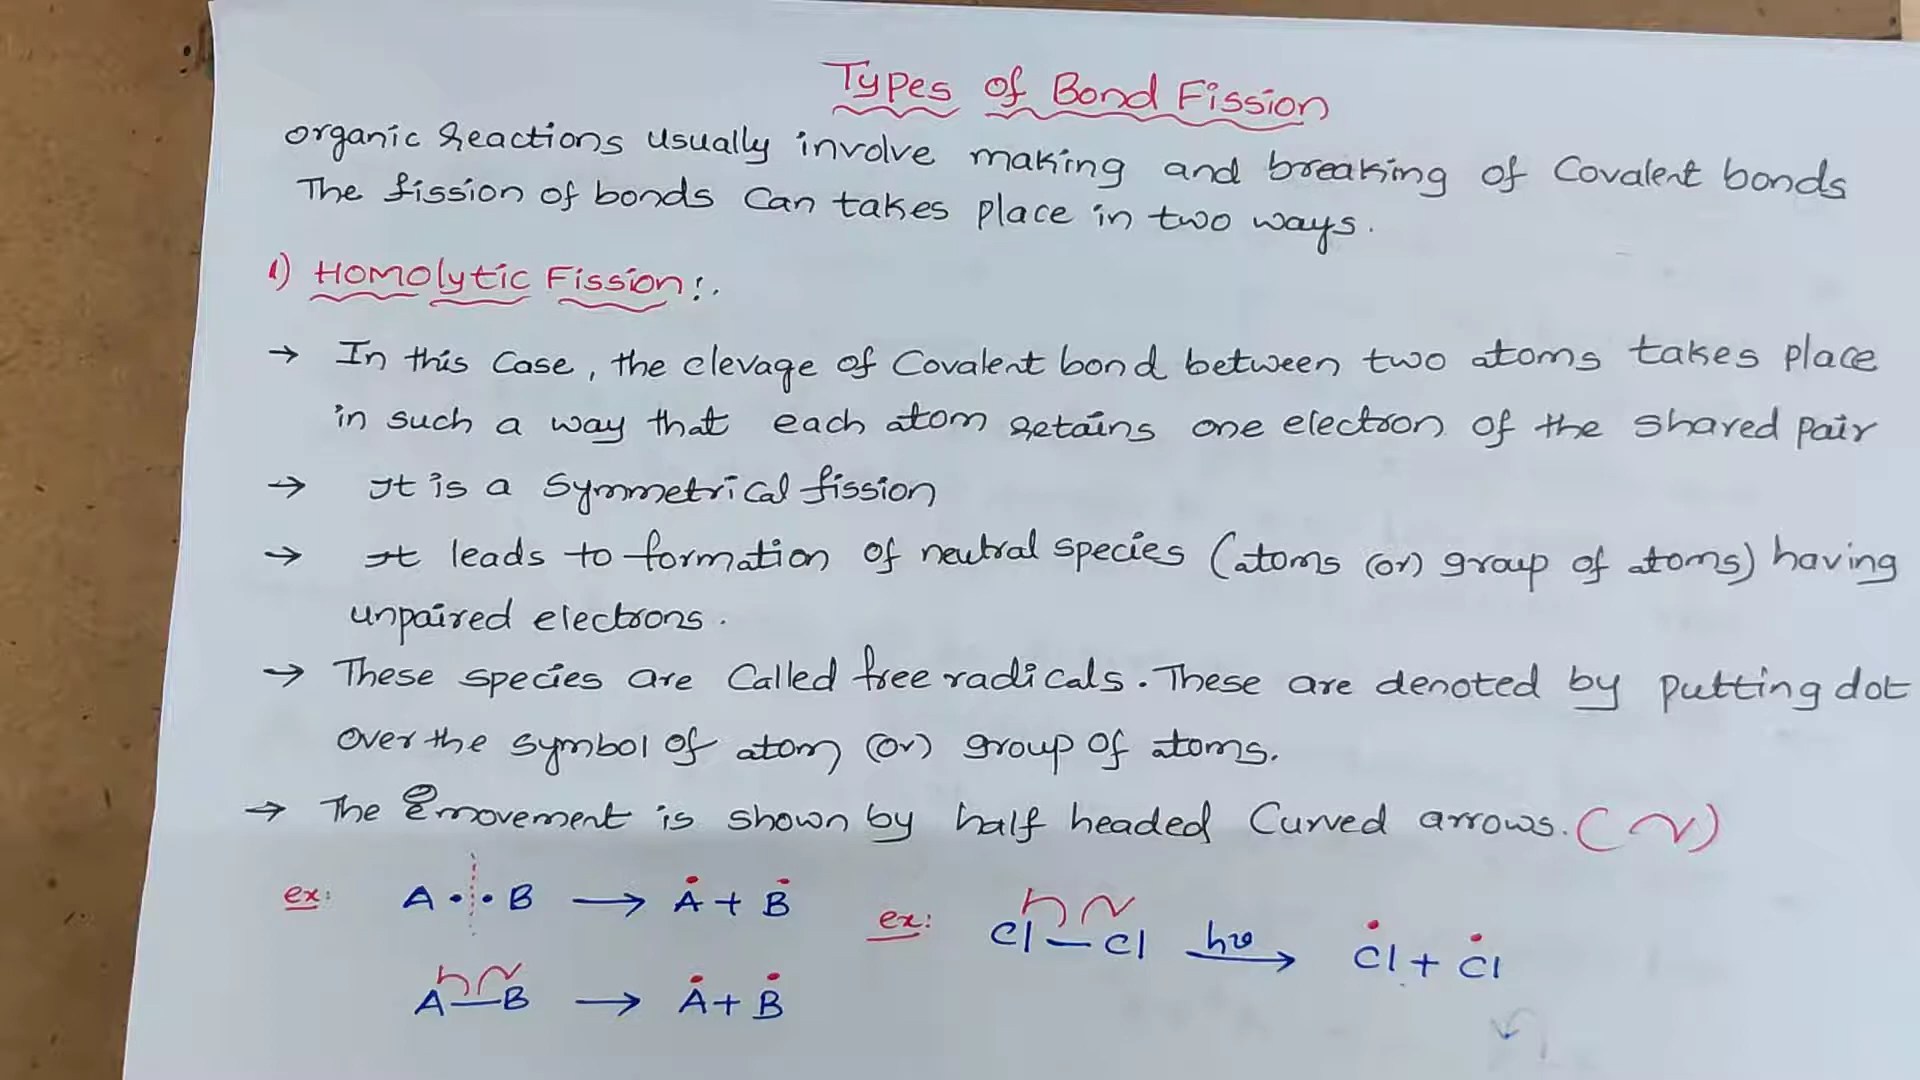 Types of Bond Fission
organic reactions usually involve making and breaking of Covalent bonds
The fission of bonds Can takes place in two ways.
1) Homolytic Fission:.
→ In this Case, the clevage of Covalent bond between two atoms takes place
in such a way that each atom retains one electron of the shared pair
→ It is a Symmetrical fission
→ It leads to formation of neutral species (atoms (or) group of atoms) having
unpaired electrons.
→ These species are Called free radicals. These are denoted by putting dot
over the symbol of atom (or) group of atoms.
→ The e movement is shown by half headed Curved arrows. ( )
ex: A • • B → Ȧ + Ḃ
ex: Cl — Cl hν → Ċl + Ċl
A — B → Ȧ + Ḃ